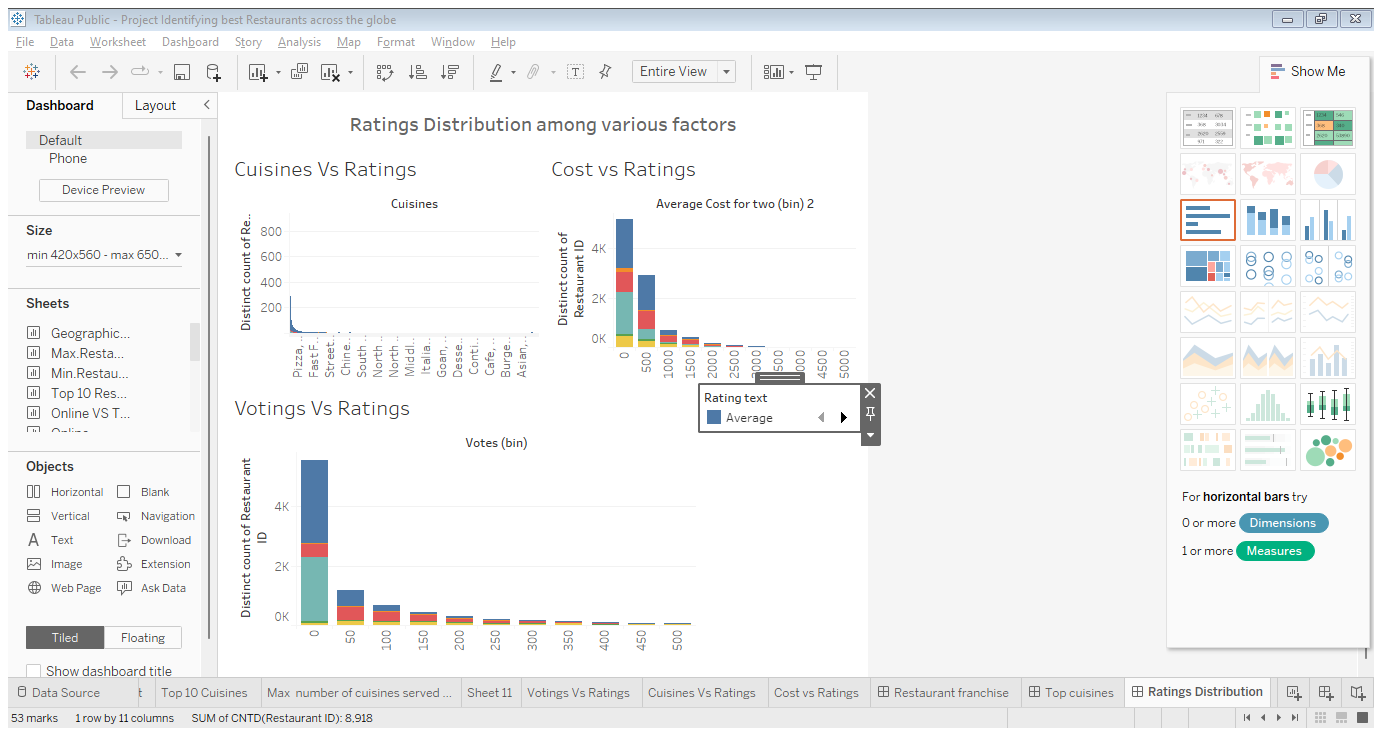 Tableau Public - Project Identifying best Restaurants across the globe
File Data Worksheet Dashboard Story Analysis Map Format Window Help
T Entire View Show Me
Dashboard Layout
Default
Phone
Device Preview
Size
min 420x560 - max 650...
Sheets
Geographic...
Max.Resta...
Min.Restau...
Top 10 Res...
Online VS T...
Objects
Horizontal Blank
Vertical Navigation
A Text Download
Image Extension
Web Page Ask Data
Tiled Floating
Show dashboard title
Ratings Distribution among various factors
Cuisines Vs Ratings
Cuisines
Distinct count of Re..
800
600
400
200
Pizza,.. Fast F.. Street.. Chine.. South.. North .. North .. Middl.. Italia.. Goan,.. Desse.. Conti.. Cafe,.. Burge.. Asian,..
Cost vs Ratings
Average Cost for two (bin) 2
Distinct count of
Restaurant ID
4K
2K
0K
0 500 1000 1500 2000 2500 3000 3500 4000 4500 5000
Rating text
Average
Votings Vs Ratings
Votes (bin)
Distinct count of Restaurant
ID
4K
2K
0K
0 50 100 150 200 250 300 350 400 450 500
For horizontal bars try
0 or more Dimensions
1 or more Measures
Data Source t Top 10 Cuisines Max number of cuisines served ... Sheet 11 Votings Vs Ratings Cuisines Vs Ratings Cost vs Ratings Restaurant franchise Top cuisines Ratings Distribution
53 marks 1 row by 11 columns SUM of CNTD(Restaurant ID): 8,918